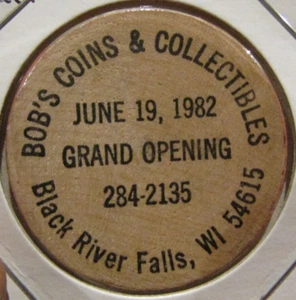 BOB'S COINS & COLLECTIBLES
JUNE 19, 1982
GRAND OPENING
284-2135
Black River Falls, WI 54615